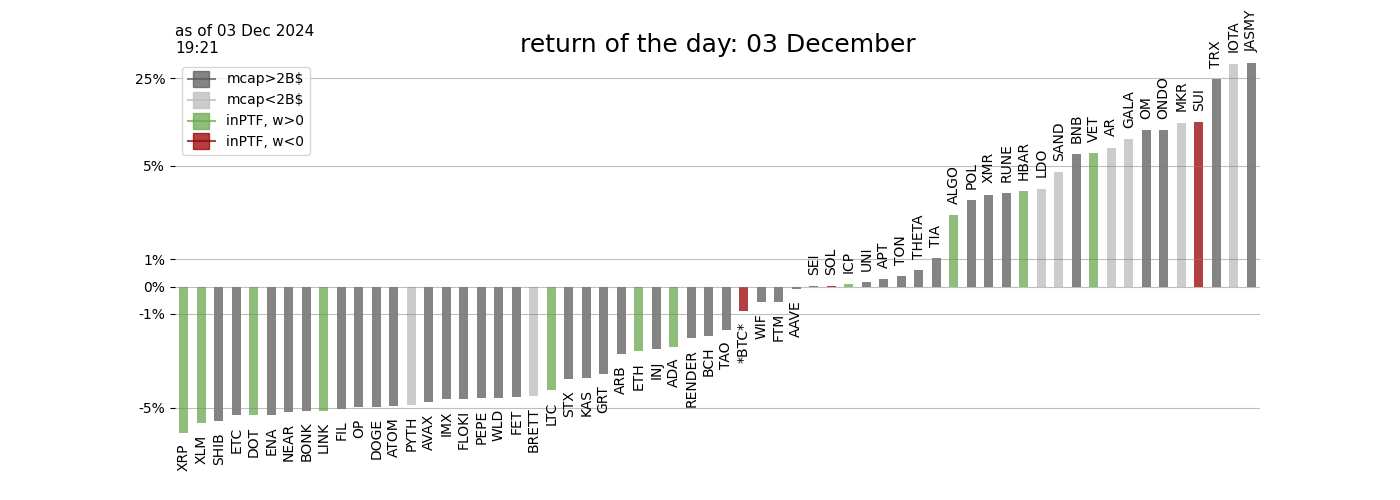 as of 03 Dec 2024
19:21
return of the day: 03 December
mcap>2B$
mcap<2B$
inPTF, w>0
inPTF, w<0
25%
5%
1%
0%
-1%
-5%
XRP
XLM
SHIB
ETC
DOT
ENA
NEAR
BONK
LINK
FIL
OP
DOGE
ATOM
PYTH
AVAX
IMX
FLOKI
PEPE
WLD
FET
BRETT
LTC
STX
KAS
GRT
ARB
ETH
INJ
ADA
RENDER
BCH
TAO
*BTC*
WIF
FTM
AAVE
SEI
SOL
ICP
UNI
APT
TON
THETA
TIA
ALGO
POL
XMR
RUNE
HBAR
LDO
SAND
BNB
VET
AR
GALA
OM
ONDO
MKR
SUI
TRX
IOTA
JASMY